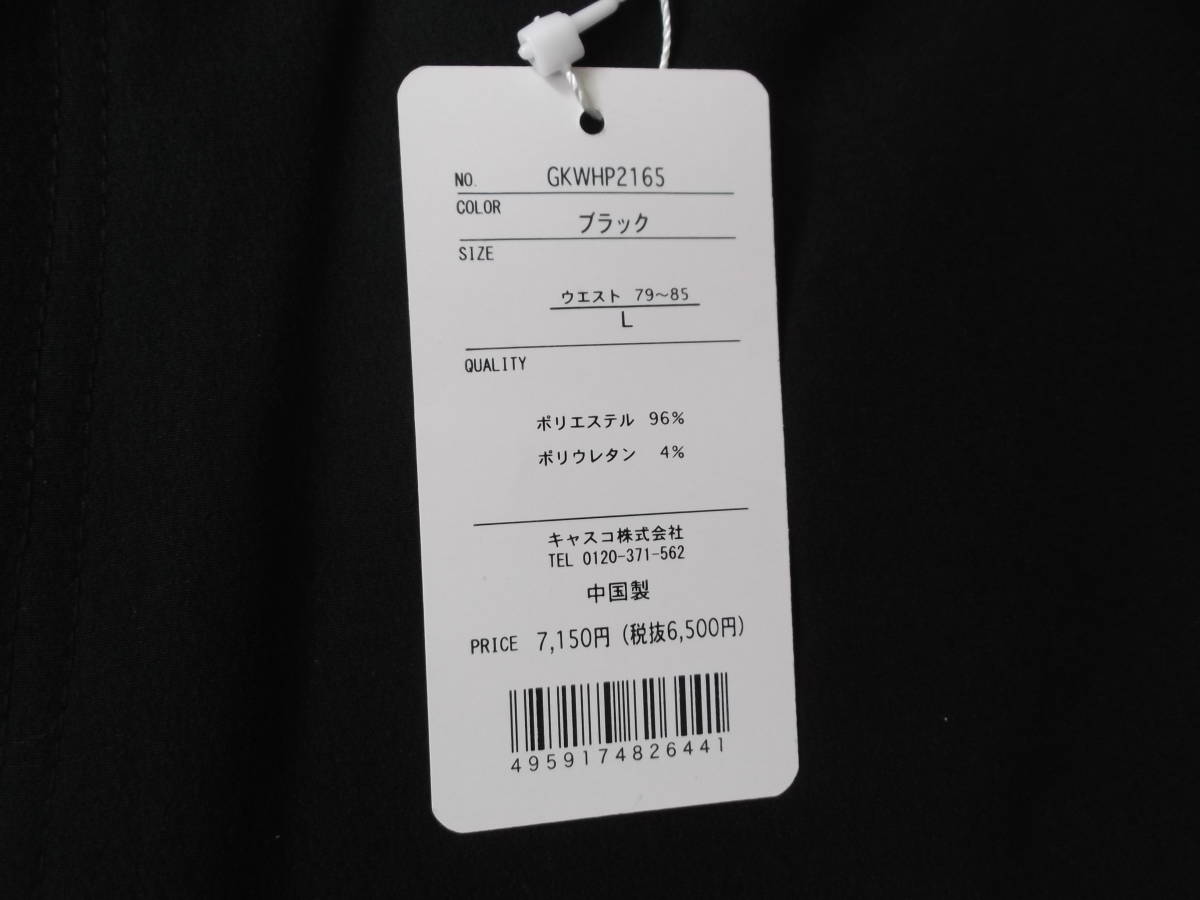 NO. GKWHP2165
COLOR
ブラック
SIZE
ウエスト 79～85
L
QUALITY
ポリエステル 96%
ポリウレタン 4%
キャスコ株式会社
TEL 0120-371-562
中国製
PRICE 7,150円 (税抜6,500円)
4959174826441